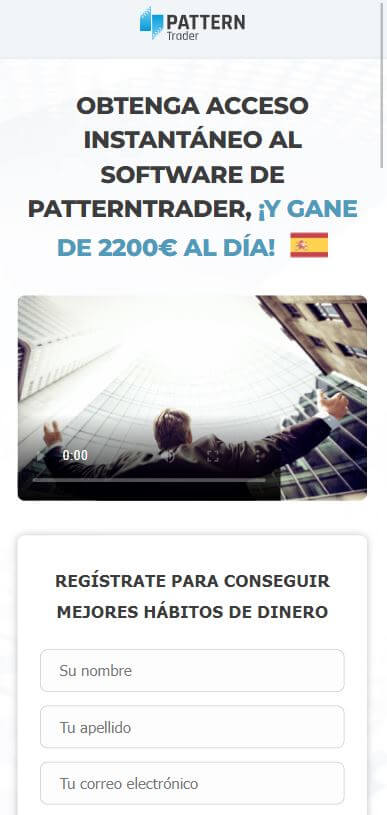 PATTERN
Trader
OBTENGA ACCESO
INSTANTÁNEO AL
SOFTWARE DE
PATTERNTRADER, ¡Y GANE
DE 2200€ AL DÍA!
0:00
REGÍSTRATE PARA CONSEGUIR
MEJORES HÁBITOS DE DINERO
Su nombre
Tu apellido
Tu correo electrónico